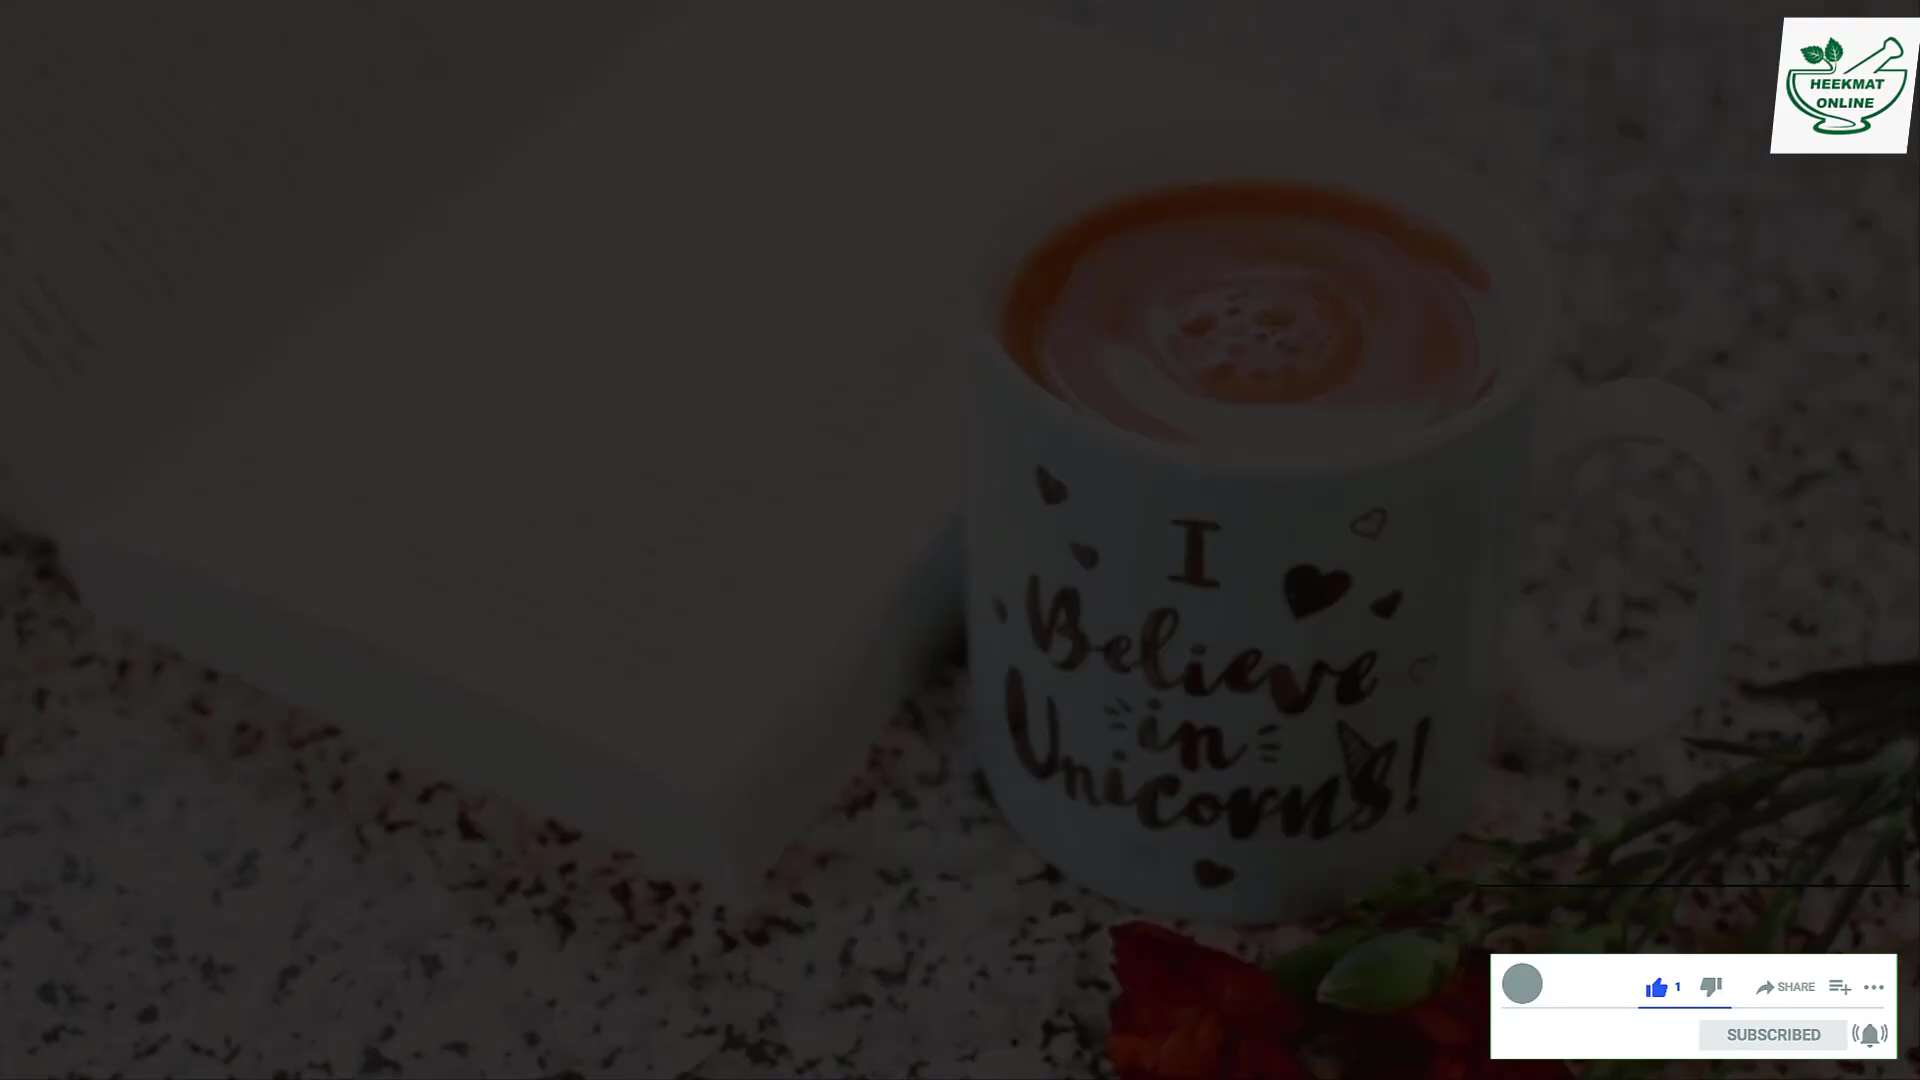 HEEKMAT
ONLINE
I
Believe
in
Unicorns!
1
SHARE
SUBSCRIBED